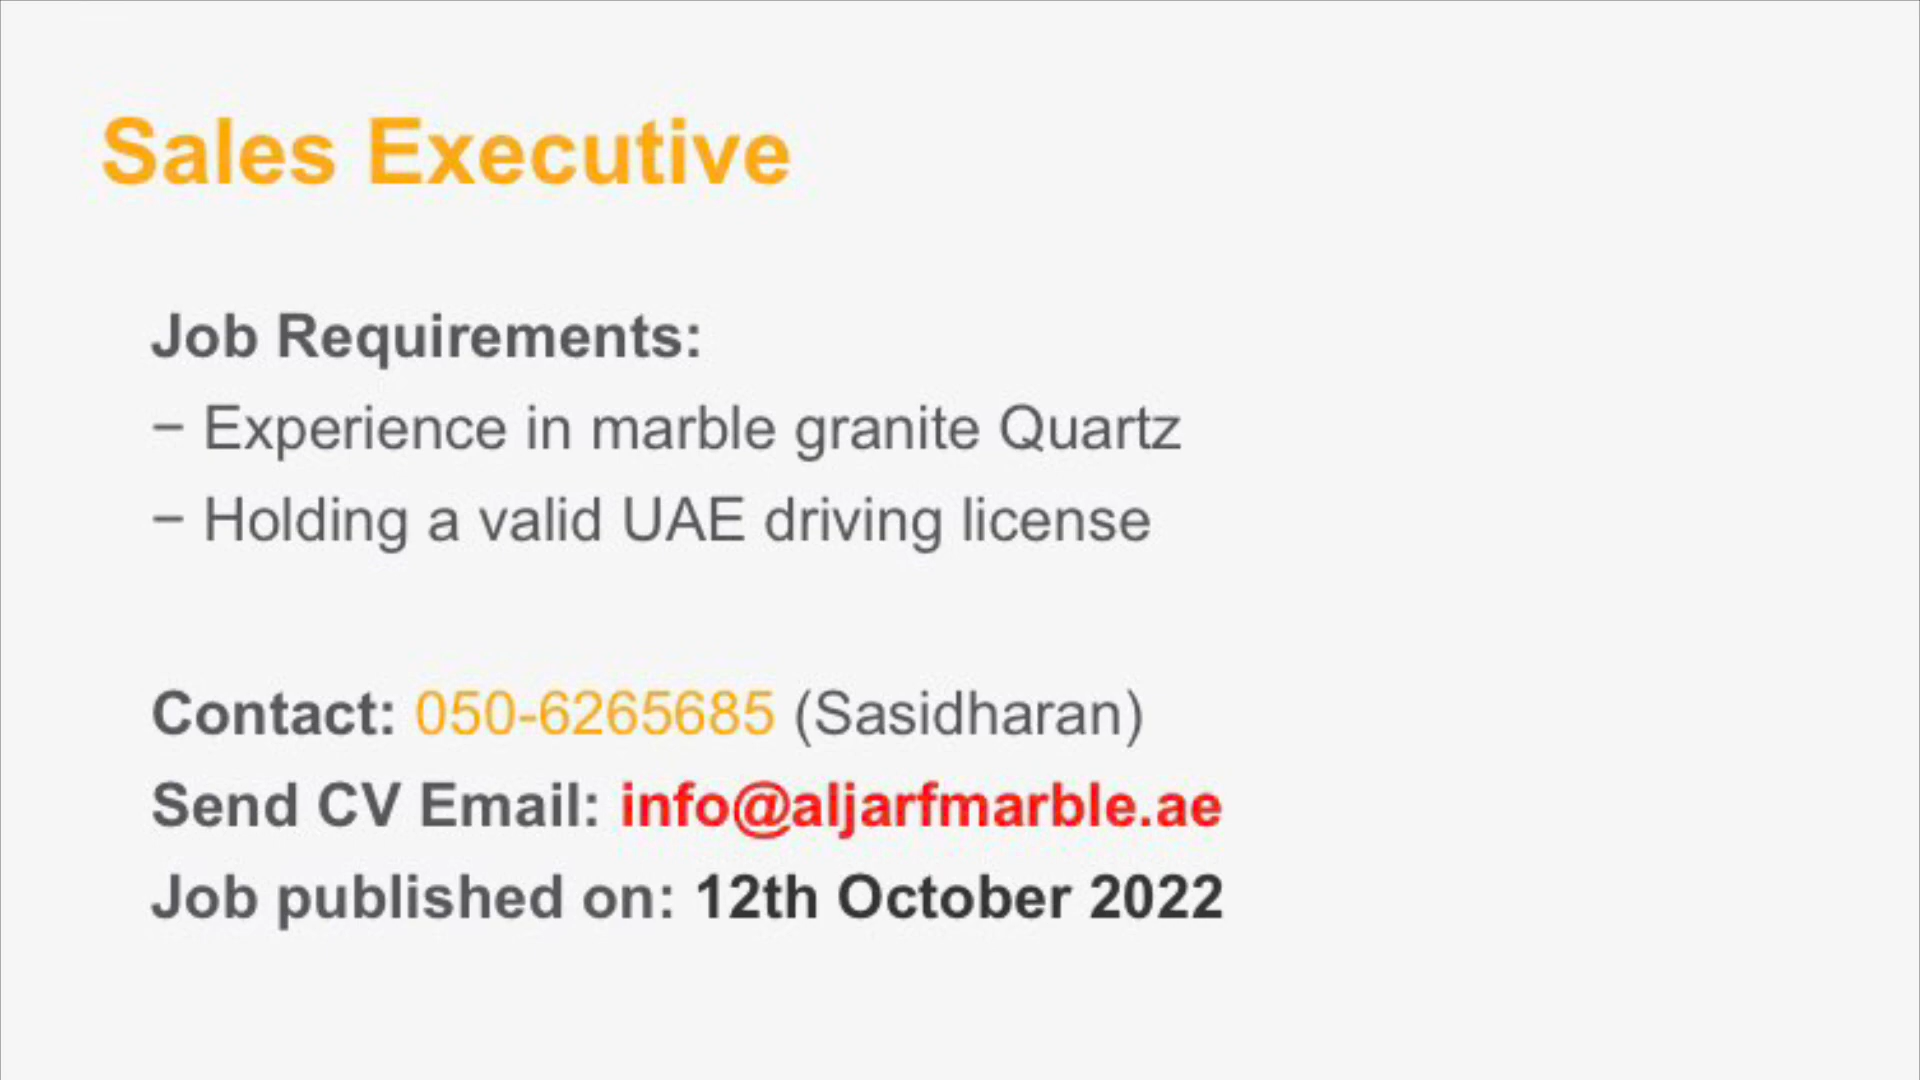 Sales Executive
Job Requirements:
– Experience in marble granite Quartz
– Holding a valid UAE driving license
Contact: 050-6265685 (Sasidharan)
Send CV Email: info@aljarfmarble.ae
Job published on: 12th October 2022